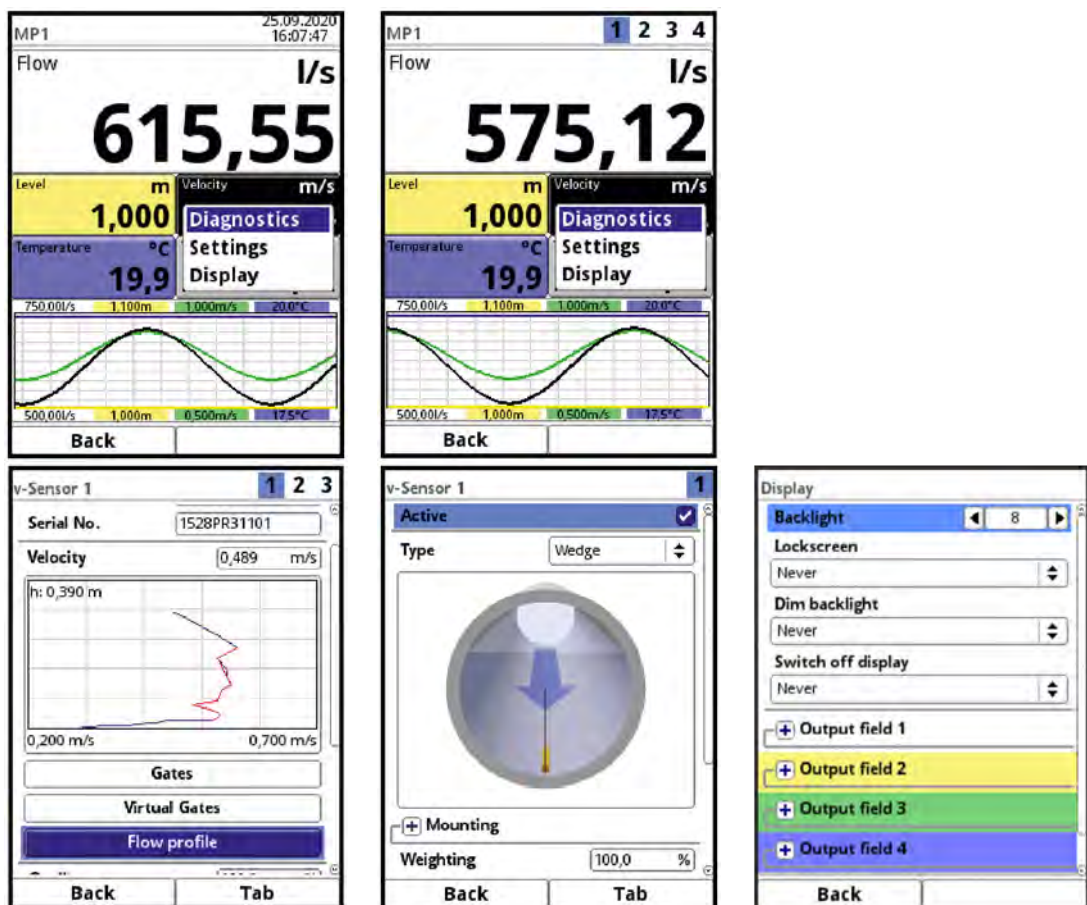 MP1
25.09.2020
16:07:47
Flow
l/s
615,55
Level m
Velocity m/s
1,000
Diagnostics
Temperature °C
Settings
19,9
Display
750,00l/s 1,100m 1,000m/s 20,0°C
500,00l/s 1,000m 0,500m/s 17,5°C
Back
MP1
1 2 3 4
Flow
l/s
575,12
Level m
Velocity m/s
1,000
Diagnostics
Temperature °C
Settings
19,9
Display
750,00l/s 1,100m 1,000m/s 20,0°C
500,00l/s 1,000m 0,500m/s 17,5°C
Back
v-Sensor 1
1 2 3
Serial No. 1528PR31101
Velocity 0,489 m/s
h: 0,390 m
0,200 m/s 0,700 m/s
Gates
Virtual Gates
Flow profile
Back Tab
v-Sensor 1
1
Active
Type Wedge
+ Mounting
Weighting 100,0 %
Back Tab
Display
Backlight 8
Lockscreen
Never
Dim backlight
Never
Switch off display
Never
+ Output field 1
+ Output field 2
+ Output field 3
+ Output field 4
Back